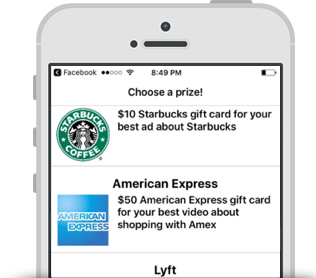 Facebook 8:49 PM
Choose a prize!
STARBUCKS
COFFEE
$10 Starbucks gift card for your
best ad about Starbucks
American Express
AMERICAN
EXPRESS
$50 American Express gift card
for your best video about
shopping with Amex
Lyft